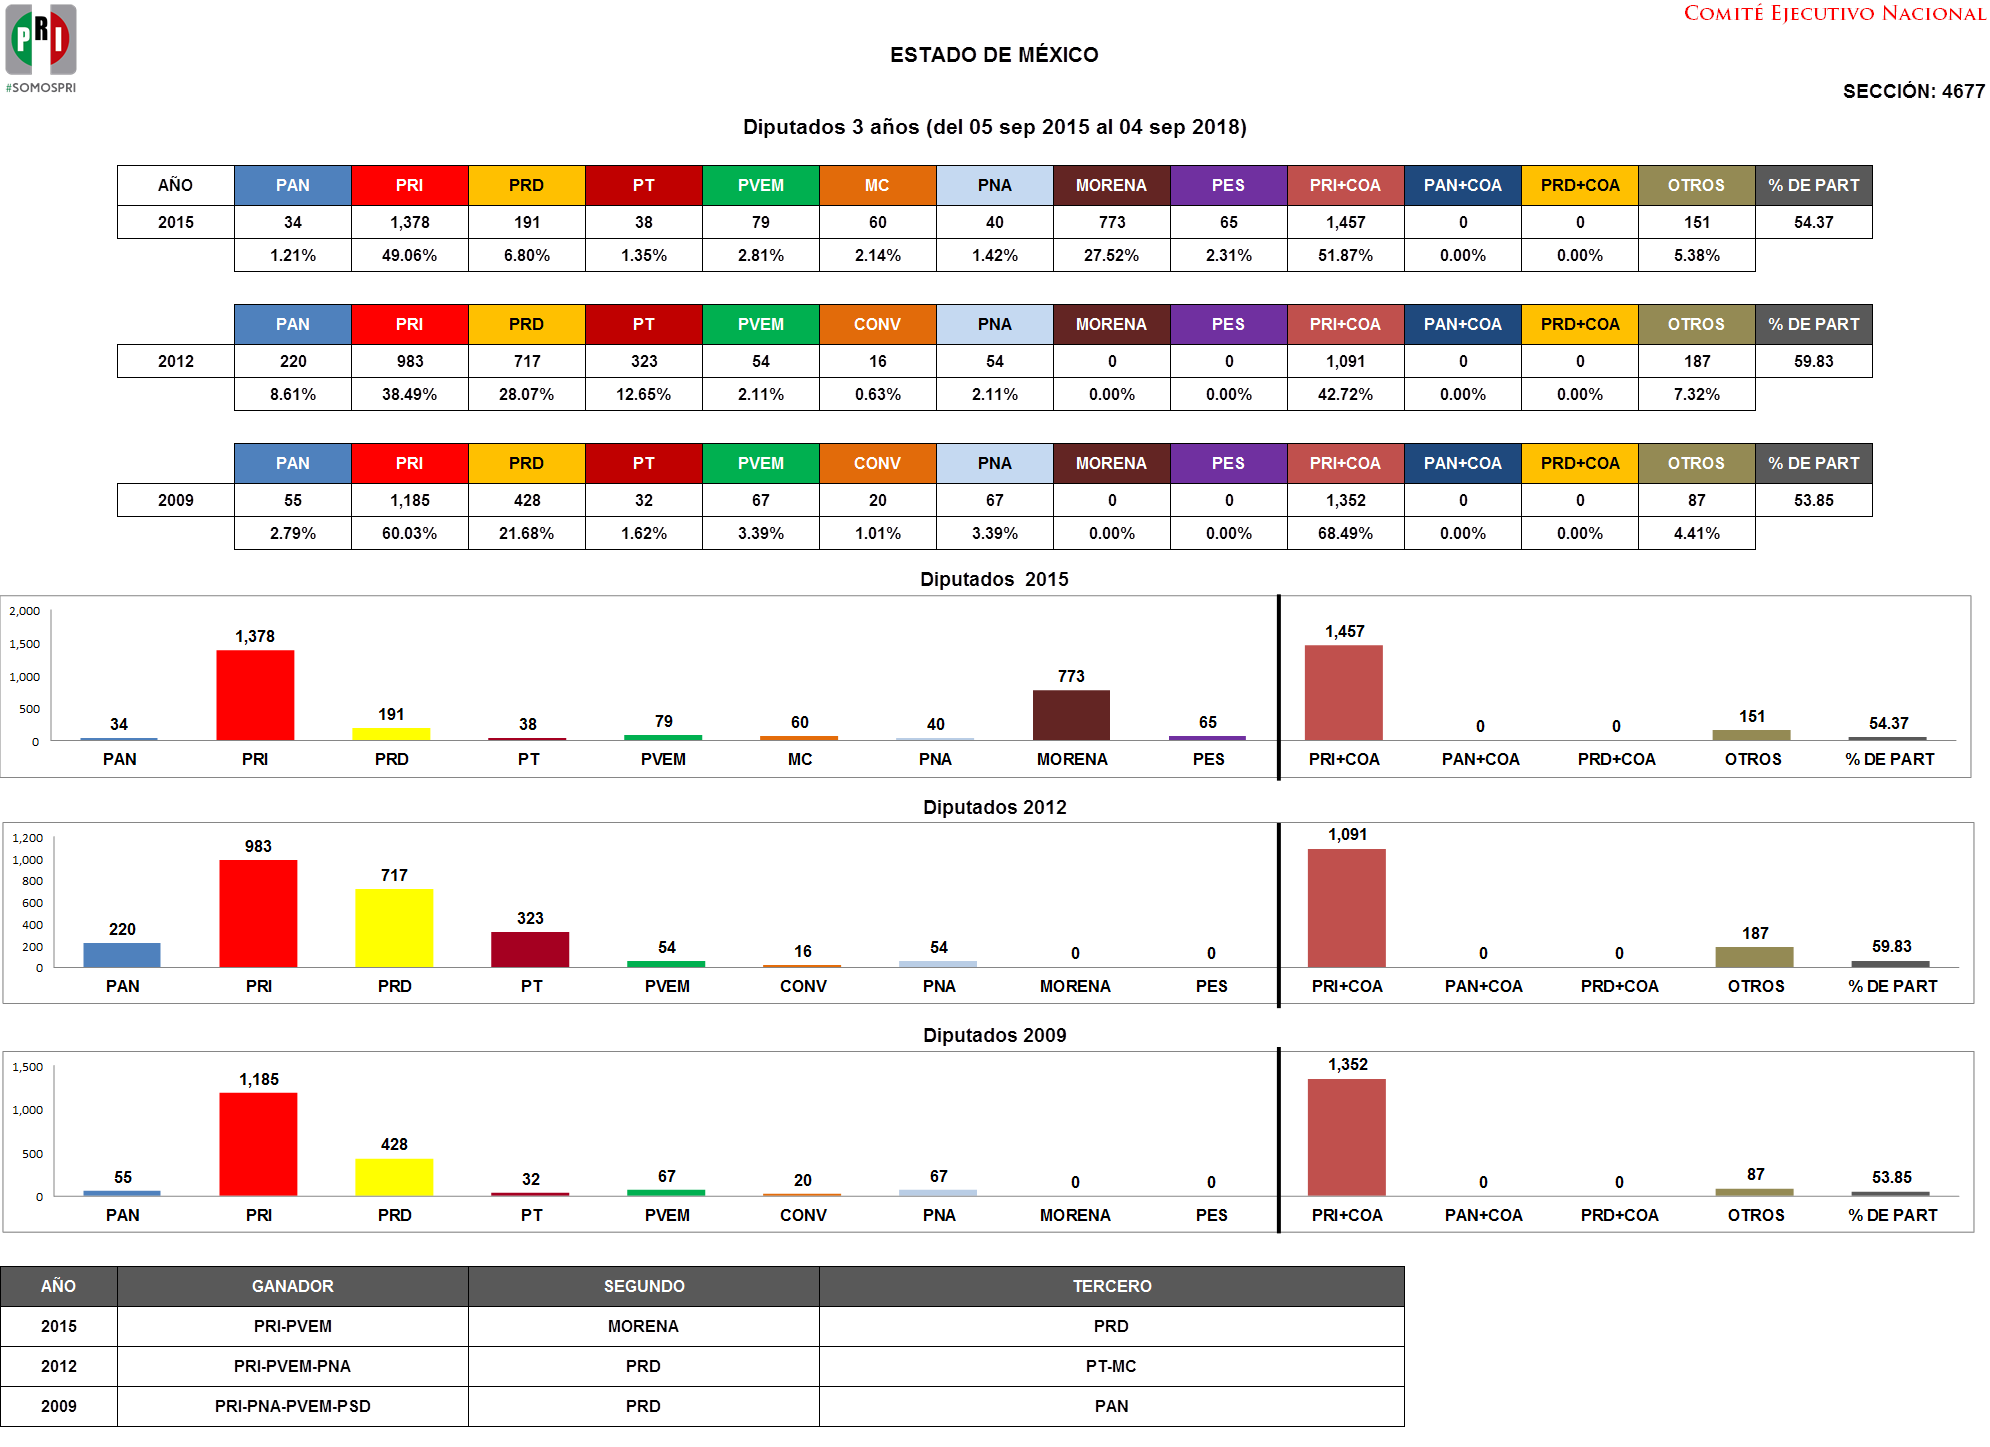 PRI
#SOMOSPRI
COMITÉ EJECUTIVO NACIONAL
ESTADO DE MÉXICO
SECCIÓN: 4677
Diputados 3 años (del 05 sep 2015 al 04 sep 2018)
AÑO PAN PRI PRD PT PVEM MC PNA MORENA PES PRI+COA PAN+COA PRD+COA OTROS % DE PART
2015 34 1,378 191 38 79 60 40 773 65 1,457 0 0 151 54.37
1.21% 49.06% 6.80% 1.35% 2.81% 2.14% 1.42% 27.52% 2.31% 51.87% 0.00% 0.00% 5.38%
PAN PRI PRD PT PVEM CONV PNA MORENA PES PRI+COA PAN+COA PRD+COA OTROS % DE PART
2012 220 983 717 323 54 16 54 0 0 1,091 0 0 187 59.83
8.61% 38.49% 28.07% 12.65% 2.11% 0.63% 2.11% 0.00% 0.00% 42.72% 0.00% 0.00% 7.32%
PAN PRI PRD PT PVEM CONV PNA MORENA PES PRI+COA PAN+COA PRD+COA OTROS % DE PART
2009 55 1,185 428 32 67 20 67 0 0 1,352 0 0 87 53.85
2.79% 60.03% 21.68% 1.62% 3.39% 1.01% 3.39% 0.00% 0.00% 68.49% 0.00% 0.00% 4.41%
Diputados 2015
2,000
1,500
1,000
500
0
34 1,378 191 38 79 60 40 773 65 1,457 0 0 151 54.37
PAN PRI PRD PT PVEM MC PNA MORENA PES PRI+COA PAN+COA PRD+COA OTROS % DE PART
Diputados 2012
1,200
1,000
800
600
400
200
0
220 983 717 323 54 16 54 0 0 1,091 0 0 187 59.83
PAN PRI PRD PT PVEM CONV PNA MORENA PES PRI+COA PAN+COA PRD+COA OTROS % DE PART
Diputados 2009
1,500
1,000
500
0
55 1,185 428 32 67 20 67 0 0 1,352 0 0 87 53.85
PAN PRI PRD PT PVEM CONV PNA MORENA PES PRI+COA PAN+COA PRD+COA OTROS % DE PART
AÑO GANADOR SEGUNDO TERCERO
2015 PRI-PVEM MORENA PRD
2012 PRI-PVEM-PNA PRD PT-MC
2009 PRI-PNA-PVEM-PSD PRD PAN